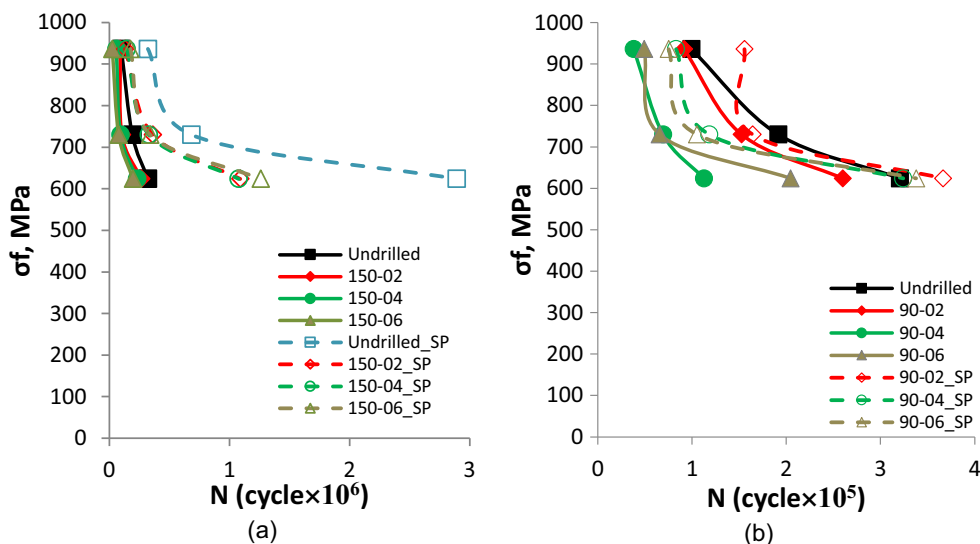 1000
900
800
700
600
500
400
300
200
100
0
σf, MPa
Undrilled
150-02
150-04
150-06
Undrilled_SP
150-02_SP
150-04_SP
150-06_SP
0 1 2 3
N (cycle×10⁶)
(a)
1000
900
800
700
600
500
400
300
200
100
0
σf, MPa
Undrilled
90-02
90-04
90-06
90-02_SP
90-04_SP
90-06_SP
0 1 2 3 4
N (cycle×10⁵)
(b)